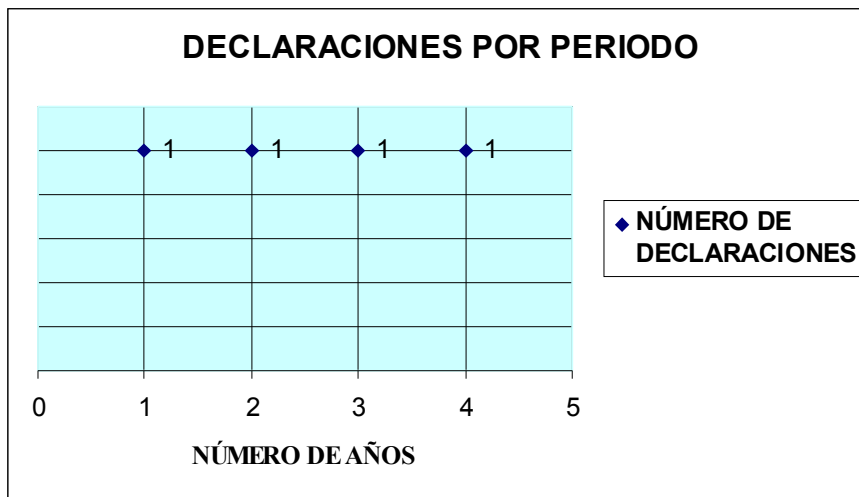 DECLARACIONES POR PERIODO
1 1 1 1
NÚMERO DE
DECLARACIONES
0 1 2 3 4 5
NÚMERO DE AÑOS